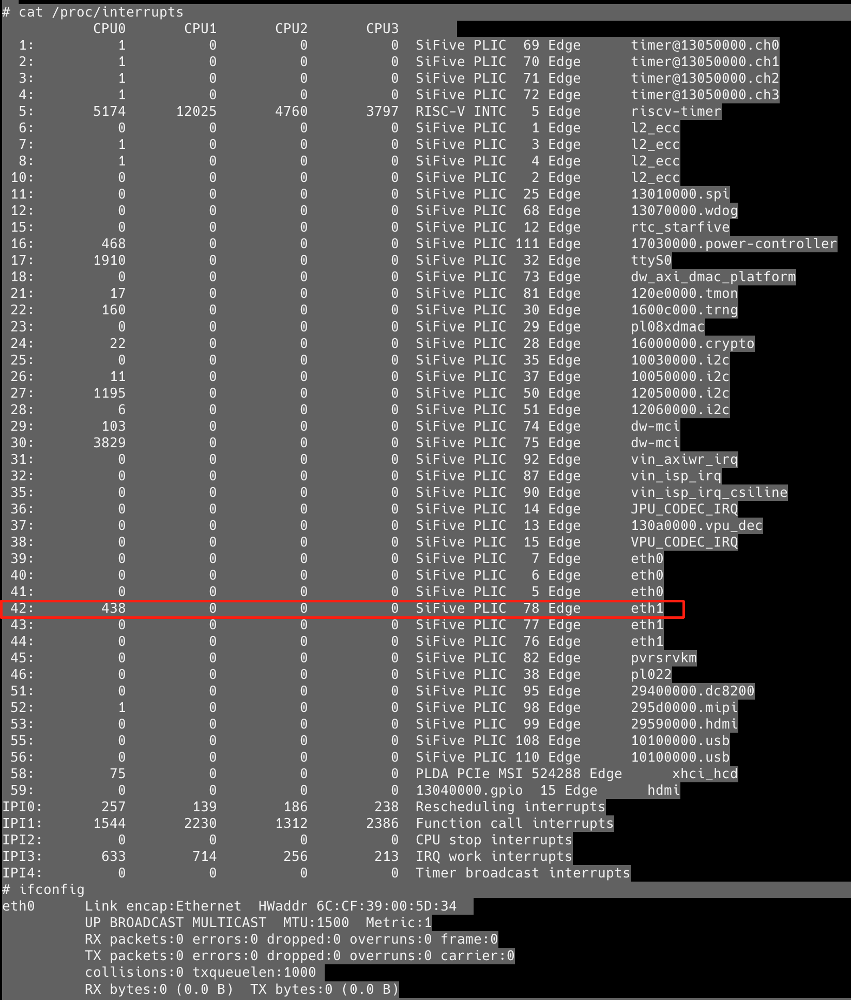 # cat /proc/interrupts
           CPU0       CPU1       CPU2       CPU3
  1:          1          0          0          0  SiFive PLIC  69 Edge      timer@13050000.ch0
  2:          1          0          0          0  SiFive PLIC  70 Edge      timer@13050000.ch1
  3:          1          0          0          0  SiFive PLIC  71 Edge      timer@13050000.ch2
  4:          1          0          0          0  SiFive PLIC  72 Edge      timer@13050000.ch3
  5:       5174      12025       4760       3797  RISC-V INTC   5 Edge      riscv-timer
  6:          0          0          0          0  SiFive PLIC   1 Edge      l2_ecc
  7:          1          0          0          0  SiFive PLIC   3 Edge      l2_ecc
  8:          1          0          0          0  SiFive PLIC   4 Edge      l2_ecc
 10:          0          0          0          0  SiFive PLIC   2 Edge      l2_ecc
 11:          0          0          0          0  SiFive PLIC  25 Edge      13010000.spi
 12:          0          0          0          0  SiFive PLIC  68 Edge      13070000.wdog
 15:          0          0          0          0  SiFive PLIC  12 Edge      rtc_starfive
 16:        468          0          0          0  SiFive PLIC 111 Edge      17030000.power-controller
 17:       1910          0          0          0  SiFive PLIC  32 Edge      ttyS0
 18:          0          0          0          0  SiFive PLIC  73 Edge      dw_axi_dmac_platform
 21:         17          0          0          0  SiFive PLIC  81 Edge      120e0000.tmon
 22:        160          0          0          0  SiFive PLIC  30 Edge      1600c000.trng
 23:          0          0          0          0  SiFive PLIC  29 Edge      pl08xdmac
 24:         22          0          0          0  SiFive PLIC  28 Edge      16000000.crypto
 25:          0          0          0          0  SiFive PLIC  35 Edge      10030000.i2c
 26:         11          0          0          0  SiFive PLIC  37 Edge      10050000.i2c
 27:       1195          0          0          0  SiFive PLIC  50 Edge      12050000.i2c
 28:          6          0          0          0  SiFive PLIC  51 Edge      12060000.i2c
 29:        103          0          0          0  SiFive PLIC  74 Edge      dw-mci
 30:       3829          0          0          0  SiFive PLIC  75 Edge      dw-mci
 31:          0          0          0          0  SiFive PLIC  92 Edge      vin_axiwr_irq
 32:          0          0          0          0  SiFive PLIC  87 Edge      vin_isp_irq
 35:          0          0          0          0  SiFive PLIC  90 Edge      vin_isp_irq_csiline
 36:          0          0          0          0  SiFive PLIC  14 Edge      JPU_CODEC_IRQ
 37:          0          0          0          0  SiFive PLIC  13 Edge      130a0000.vpu_dec
 38:          0          0          0          0  SiFive PLIC  15 Edge      VPU_CODEC_IRQ
 39:          0          0          0          0  SiFive PLIC   7 Edge      eth0
 40:          0          0          0          0  SiFive PLIC   6 Edge      eth0
 41:          0          0          0          0  SiFive PLIC   5 Edge      eth0
 42:        438          0          0          0  SiFive PLIC  78 Edge      eth1
 43:          0          0          0          0  SiFive PLIC  77 Edge      eth1
 44:          0          0          0          0  SiFive PLIC  76 Edge      eth1
 45:          0          0          0          0  SiFive PLIC  82 Edge      pvrsrvkm
 46:          0          0          0          0  SiFive PLIC  38 Edge      pl022
 51:          0          0          0          0  SiFive PLIC  95 Edge      29400000.dc8200
 52:          1          0          0          0  SiFive PLIC  98 Edge      295d0000.mipi
 53:          0          0          0          0  SiFive PLIC  99 Edge      29590000.hdmi
 55:          0          0          0          0  SiFive PLIC 108 Edge      10100000.usb
 56:          0          0          0          0  SiFive PLIC 110 Edge      10100000.usb
 58:         75          0          0          0  PLDA PCIe MSI 524288 Edge      xhci_hcd
 59:          0          0          0          0  13040000.gpio  15 Edge      hdmi
IPI0:       257        139        186        238  Rescheduling interrupts
IPI1:      1544       2230       1312       2386  Function call interrupts
IPI2:         0          0          0          0  CPU stop interrupts
IPI3:       633        714        256        213  IRQ work interrupts
IPI4:         0          0          0          0  Timer broadcast interrupts
# ifconfig
eth0      Link encap:Ethernet  HWaddr 6C:CF:39:00:5D:34
          UP BROADCAST MULTICAST  MTU:1500  Metric:1
          RX packets:0 errors:0 dropped:0 overruns:0 frame:0
          TX packets:0 errors:0 dropped:0 overruns:0 carrier:0
          collisions:0 txqueuelen:1000
          RX bytes:0 (0.0 B)  TX bytes:0 (0.0 B)